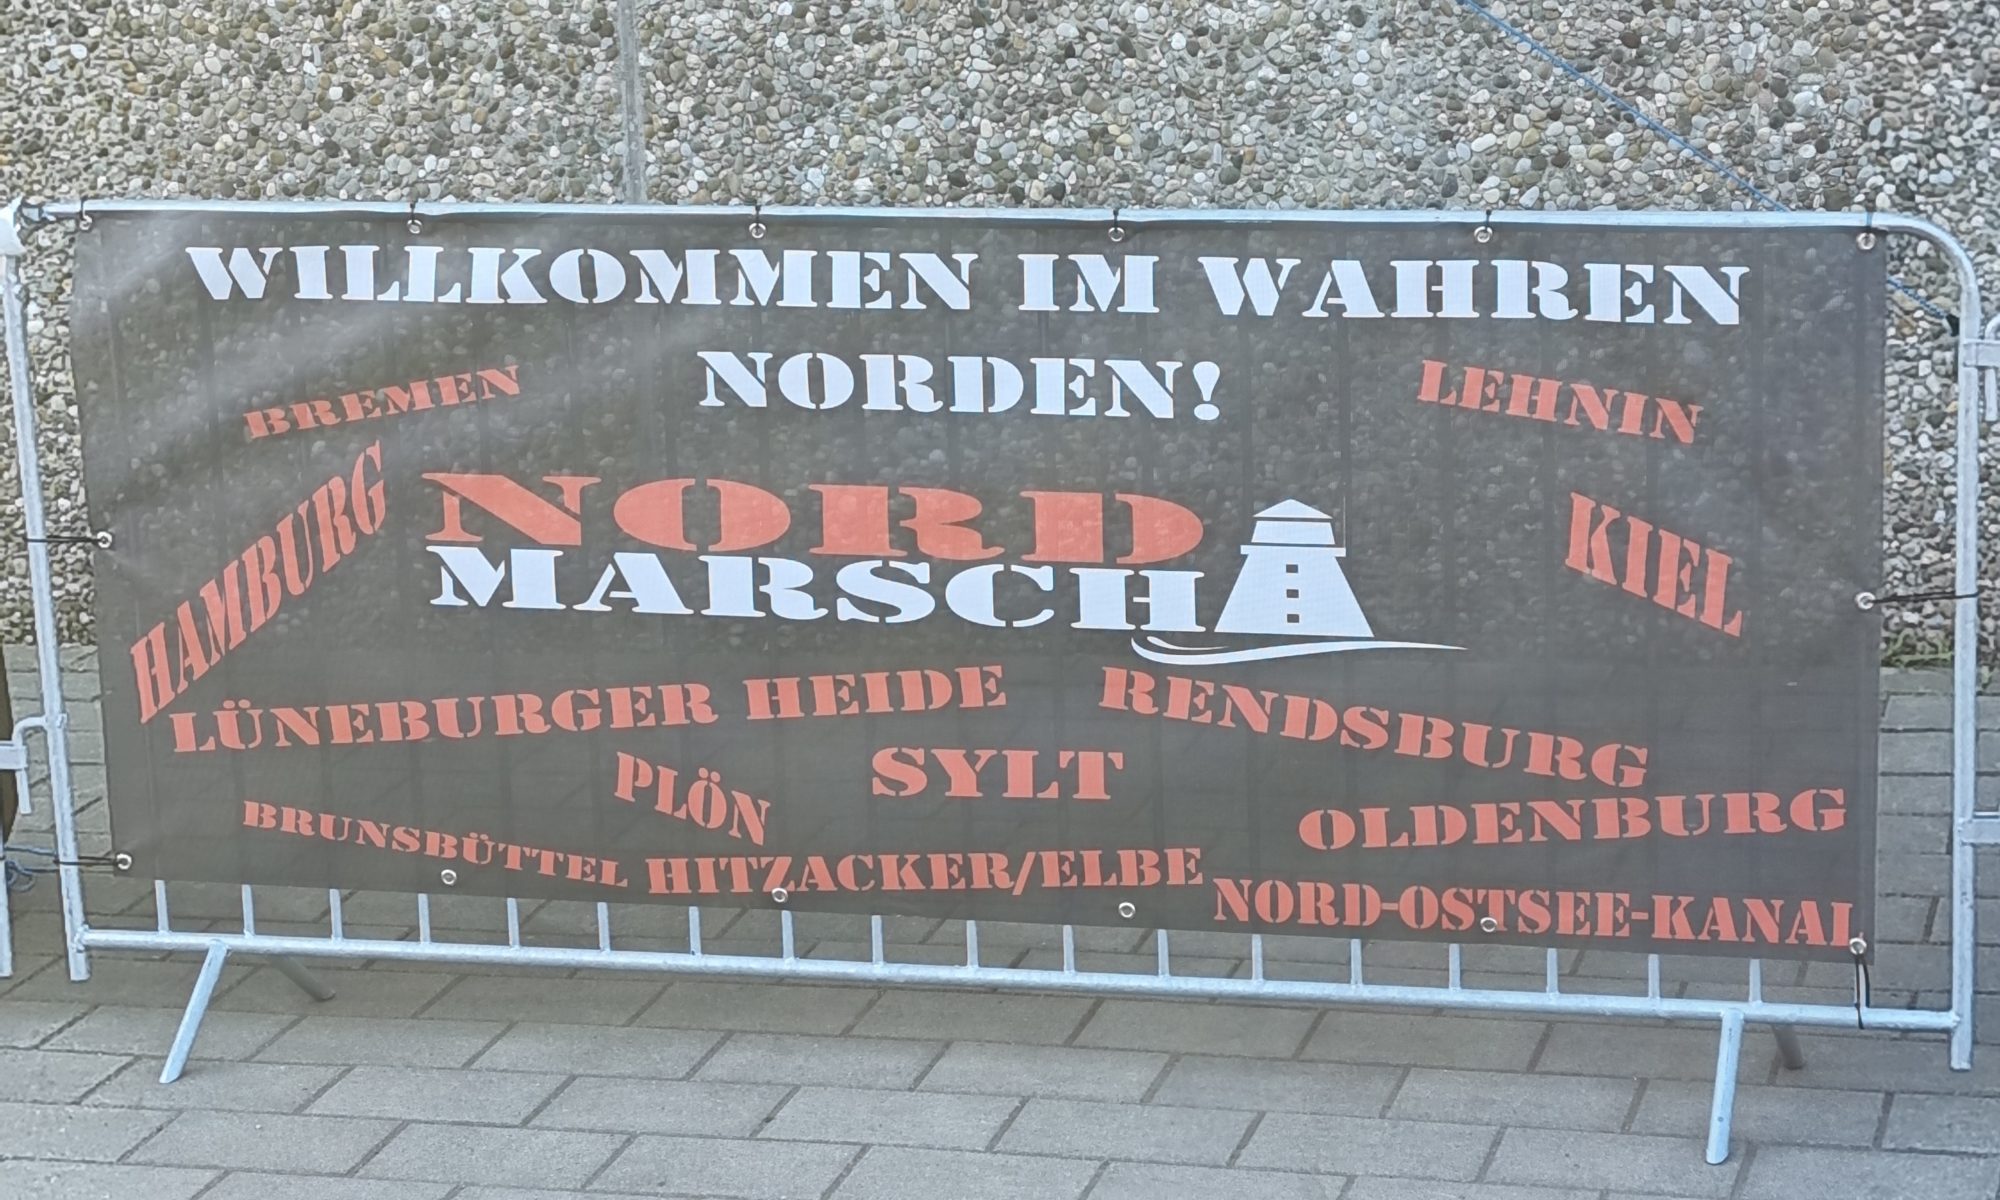 WILLKOMMEN IM WAHREN
NORDEN!
BREMEN
LEHNIN
HAMBURG
NORD
MARSCH
KIEL
LÜNEBURGER HEIDE
RENDSBURG
PLÖN
SYLT
OLDENBURG
BRUNSBÜTTEL
HITZACKER/ELBE
NORD-OSTSEE-KANAL